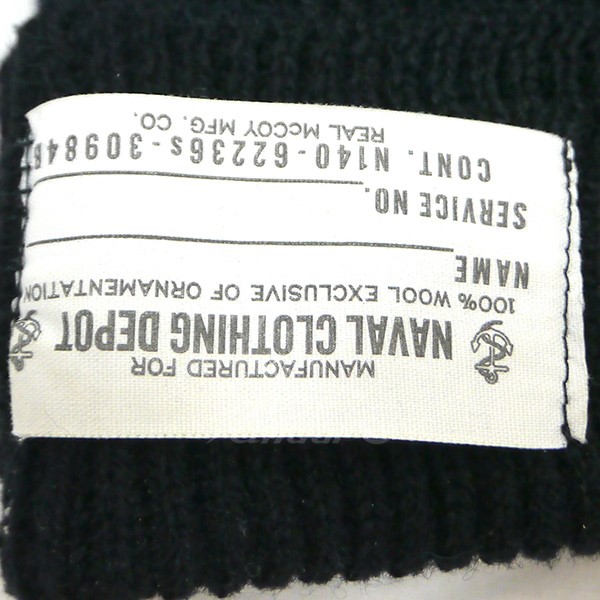 MANUFACTURED FOR
NAVAL CLOTHING DEPOT
100% WOOL EXCLUSIVE OF ORNAMENTATION
NAME
SERVICE NO.
CONT. N140-62236s-30984B
REAL McCOY MFG. CO.